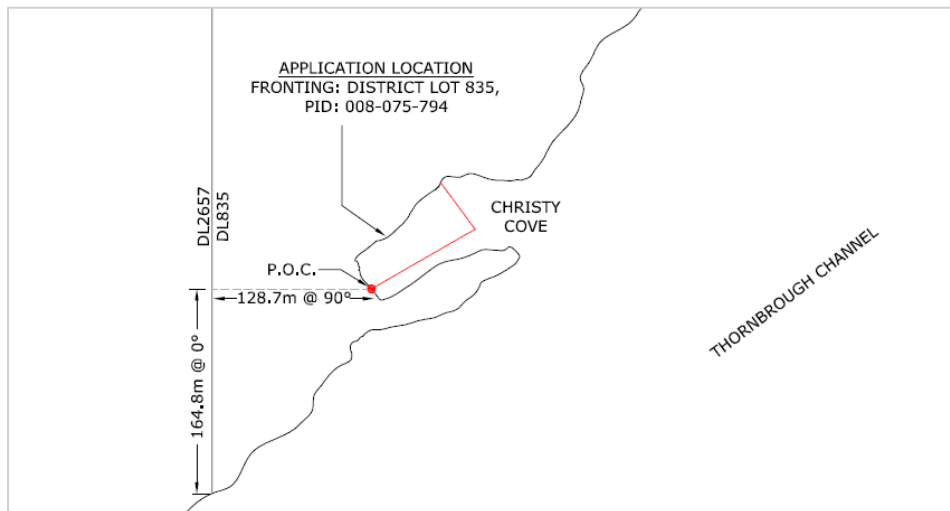 APPLICATION LOCATION
FRONTING: DISTRICT LOT 835,
PID: 008-075-794
DL2657
DL835
CHRISTY
COVE
P.O.C.
128.7m @ 90°
164.8m @ 0°
THORNBROUGH CHANNEL